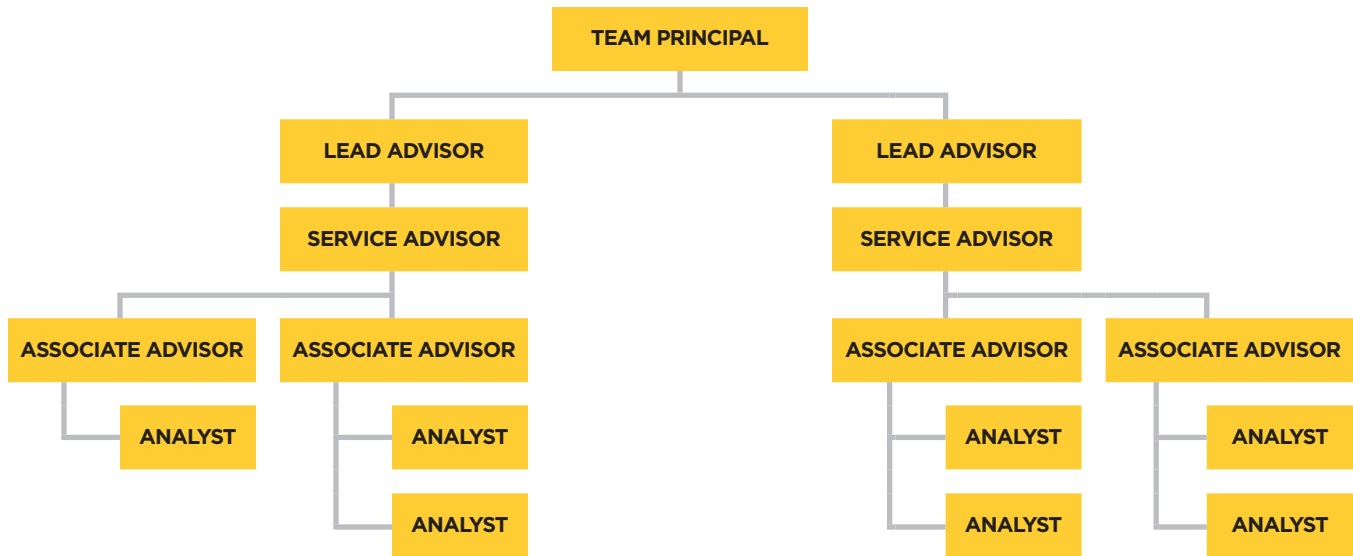 TEAM PRINCIPAL
LEAD ADVISOR
LEAD ADVISOR
SERVICE ADVISOR
SERVICE ADVISOR
ASSOCIATE ADVISOR
ASSOCIATE ADVISOR
ASSOCIATE ADVISOR
ASSOCIATE ADVISOR
ANALYST
ANALYST
ANALYST
ANALYST
ANALYST
ANALYST
ANALYST